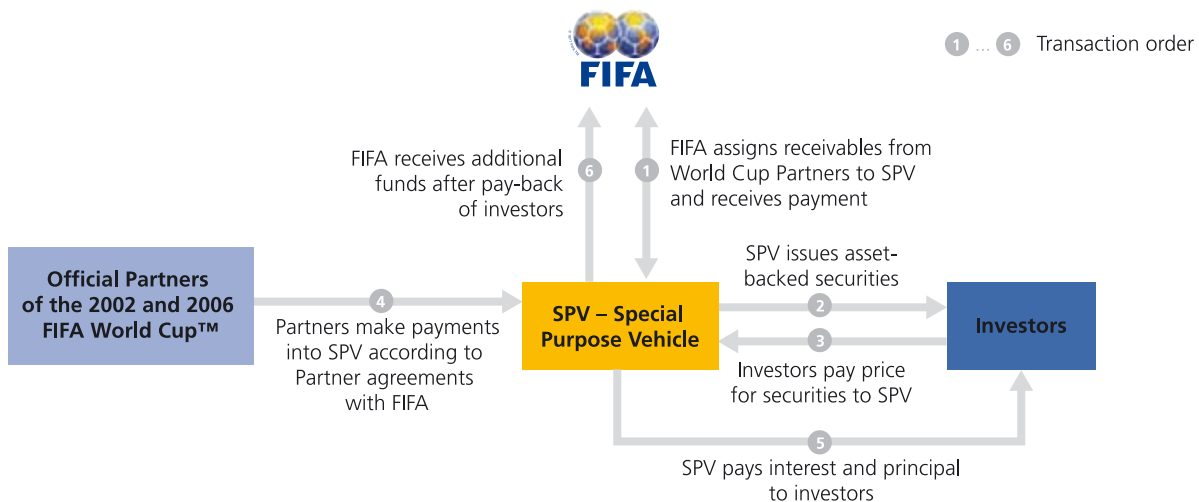 FIFA
1 ... 6 Transaction order
FIFA receives additional
funds after pay-back
of investors
6
1
FIFA assigns receivables from
World Cup Partners to SPV
and receives payment
Official Partners
of the 2002 and 2006
FIFA World Cup™
4
Partners make payments
into SPV according to
Partner agreements
with FIFA
SPV – Special
Purpose Vehicle
SPV issues asset-
backed securities
2
3
Investors pay price
for securities to SPV
Investors
5
SPV pays interest and principal
to investors